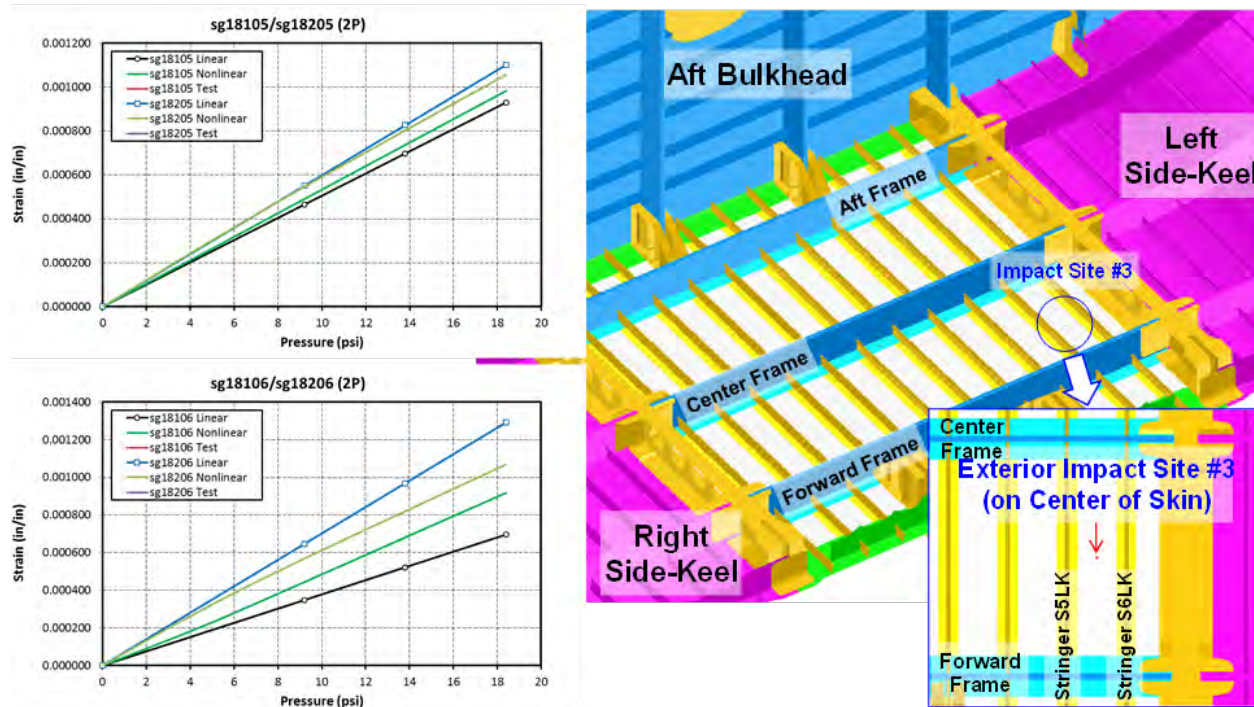 sg18105/sg18205 (2P)
0.001200
0.001000
0.000800
0.000600
0.000400
0.000200
0.000000
Strain (in/in)
sg18105 Linear
sg18105 Nonlinear
sg18105 Test
sg18205 Linear
sg18205 Nonlinear
sg18205 Test
0 2 4 6 8 10 12 14 16 18 20
Pressure (psi)
sg18106/sg18206 (2P)
0.001400
0.001200
0.001000
0.000800
0.000600
0.000400
0.000200
0.000000
Strain (in/in)
sg18106 Linear
sg18106 Nonlinear
sg18106 Test
sg18206 Linear
sg18206 Nonlinear
sg18206 Test
0 2 4 6 8 10 12 14 16 18 20
Pressure (psi)
Aft Bulkhead
Left
Side-Keel
Aft Frame
Impact Site #3
Center Frame
Forward Frame
Right
Side-Keel
Center
Frame
Exterior Impact Site #3
(on Center of Skin)
Stringer S5LK
Stringer S6LK
Forward
Frame